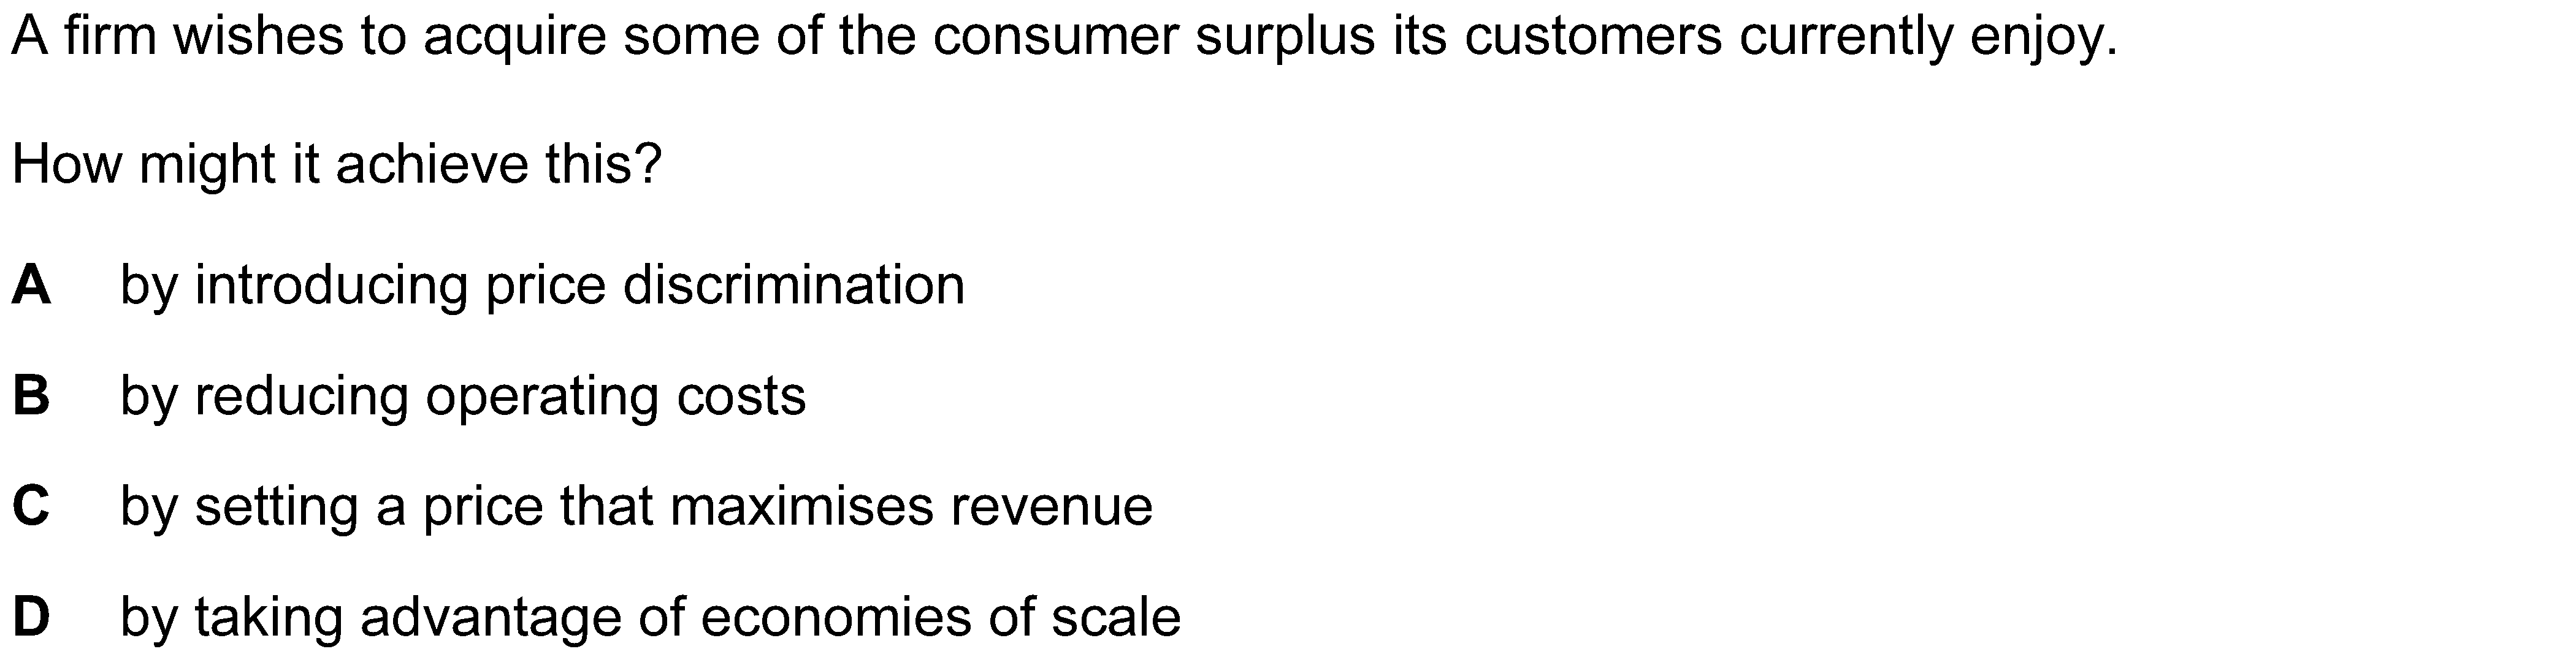 A firm wishes to acquire some of the consumer surplus its customers currently enjoy.
How might it achieve this?
A by introducing price discrimination
B by reducing operating costs
C by setting a price that maximises revenue
D by taking advantage of economies of scale